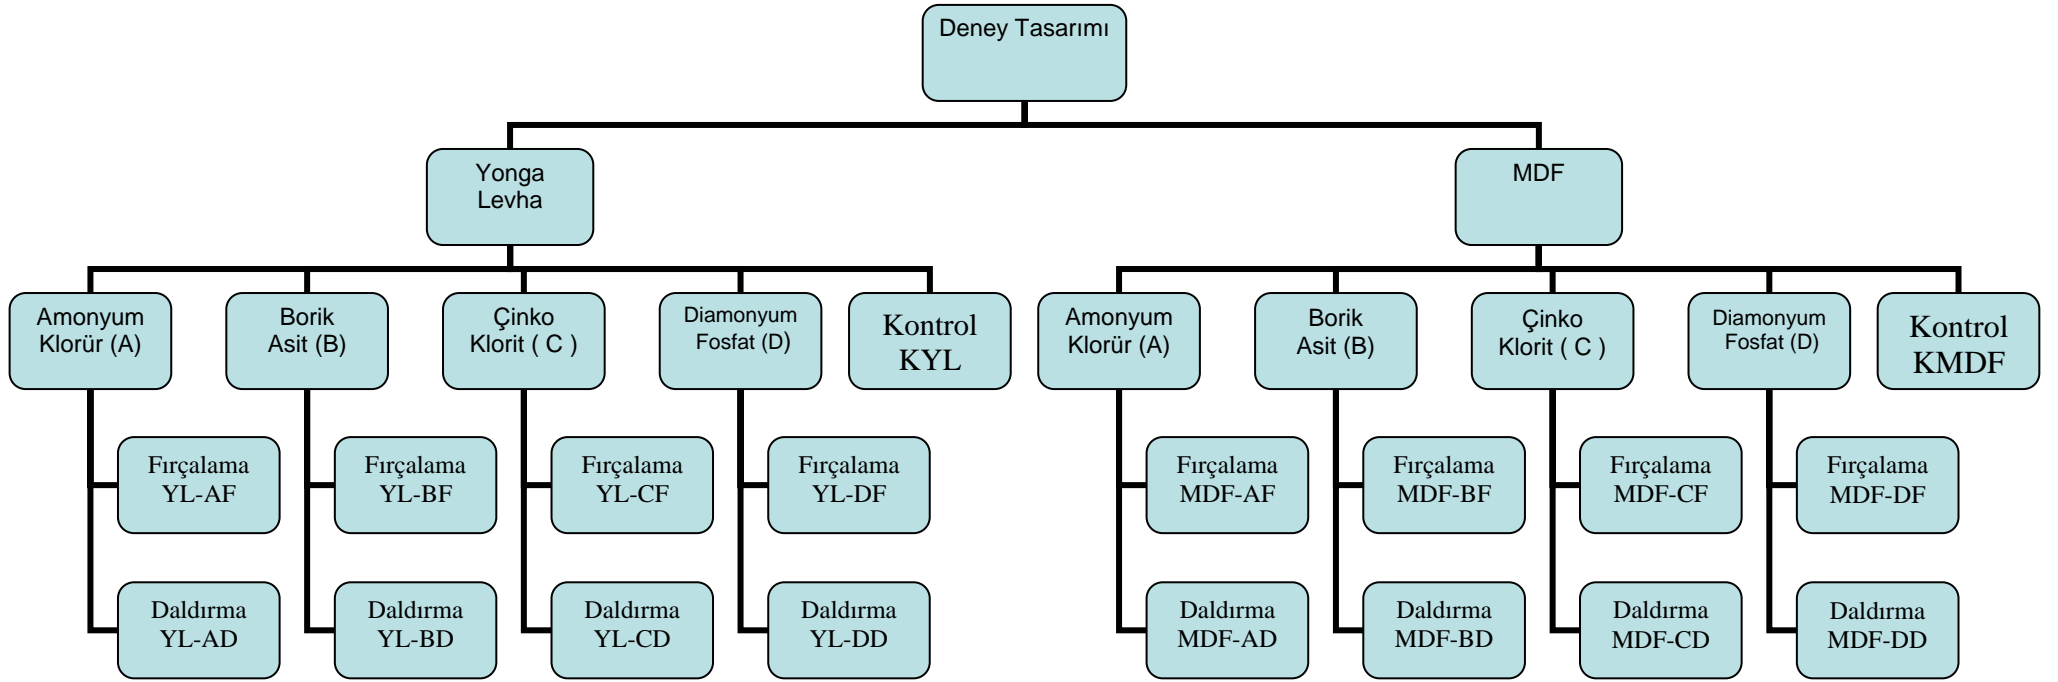 Deney Tasarımı
Yonga
Levha
MDF
Amonyum
Klorür (A)
Borik
Asit (B)
Çinko
Klorit ( C )
Diamonyum
Fosfat (D)
Kontrol
KYL
Amonyum
Klorür (A)
Borik
Asit (B)
Çinko
Klorit ( C )
Diamonyum
Fosfat (D)
Kontrol
KMDF
Fırçalama
YL-AF
Fırçalama
YL-BF
Fırçalama
YL-CF
Fırçalama
YL-DF
Fırçalama
MDF-AF
Fırçalama
MDF-BF
Fırçalama
MDF-CF
Fırçalama
MDF-DF
Daldırma
YL-AD
Daldırma
YL-BD
Daldırma
YL-CD
Daldırma
YL-DD
Daldırma
MDF-AD
Daldırma
MDF-BD
Daldırma
MDF-CD
Daldırma
MDF-DD